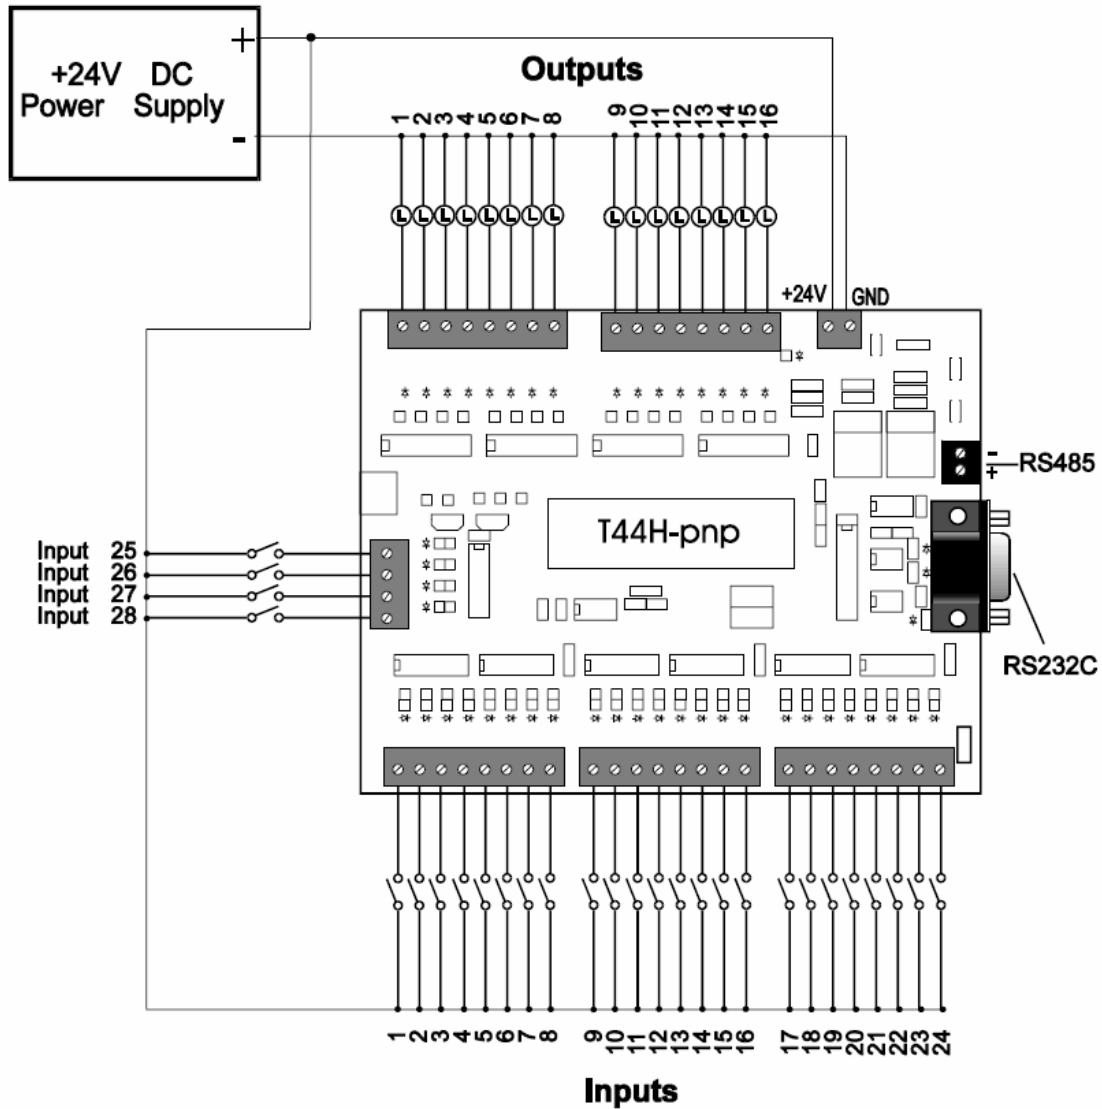 +24V DC
Power Supply
+
-
Outputs
1 2 3 4 5 6 7 8
9 10 11 12 13 14 15 16
L L L L L L L L
L L L L L L L L
+24V GND
-
+
RS485
T44H-pnp
Input 25
Input 26
Input 27
Input 28
RS232C
1 2 3 4 5 6 7 8
9 10 11 12 13 14 15 16
17 18 19 20 21 22 23 24
Inputs